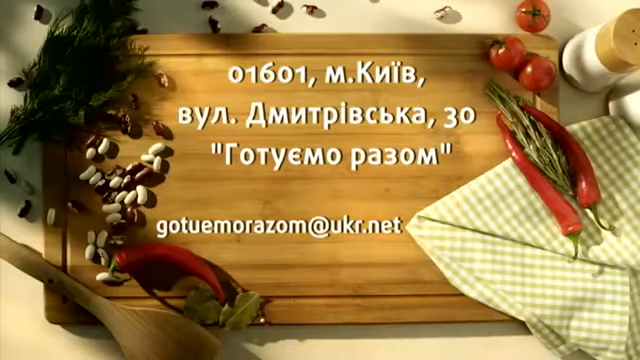 01601, м.Київ,
вул. Дмитрівська, 30
"Готуємо разом"
gotuemorazom@ukr.net